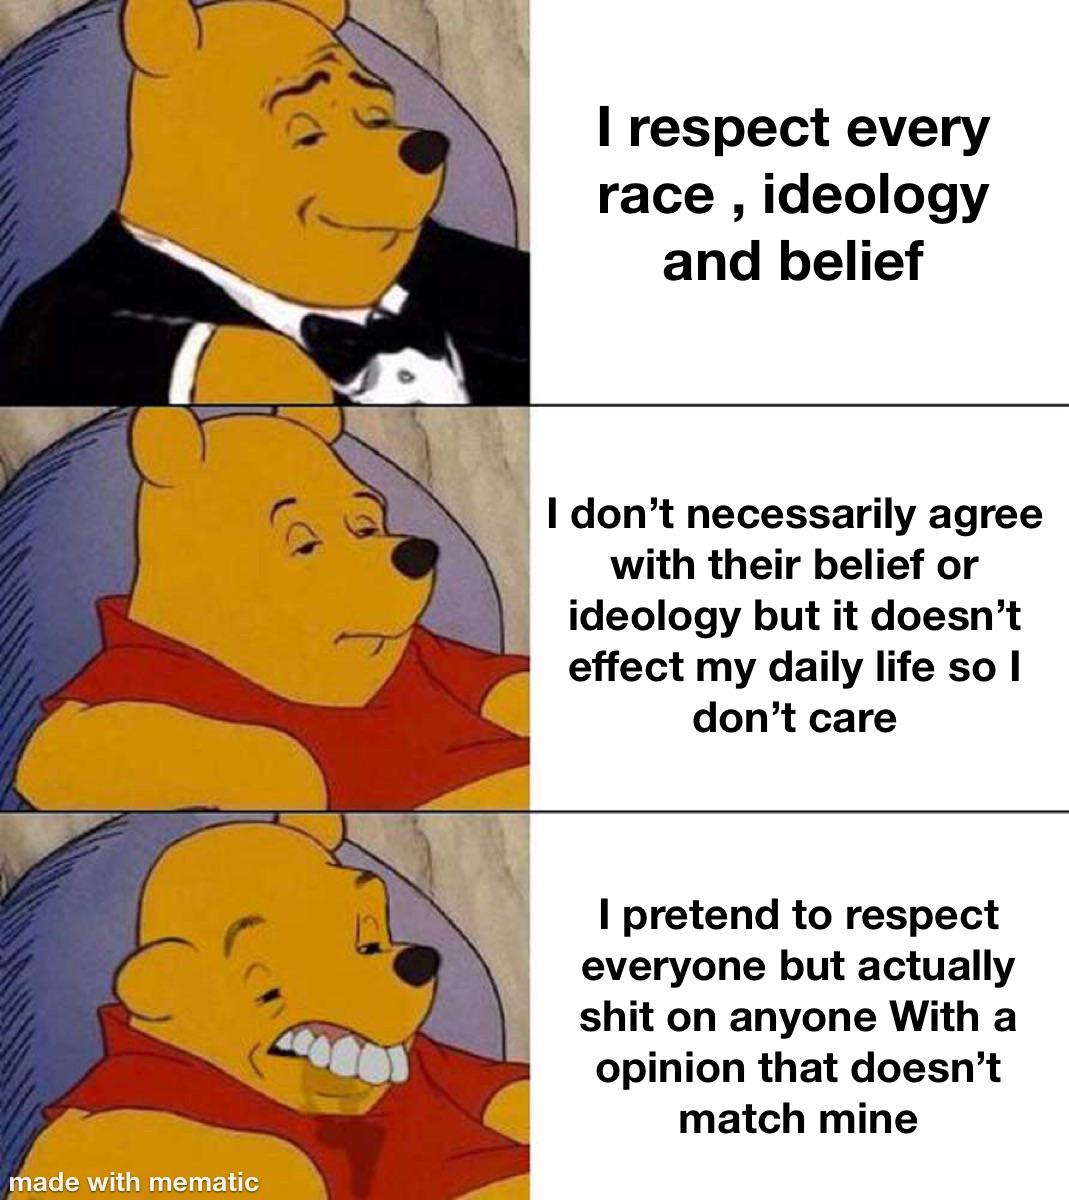 I respect every
race , ideology
and belief
I don't necessarily agree
with their belief or
ideology but it doesn't
effect my daily life so I
don't care
I pretend to respect
everyone but actually
shit on anyone With a
opinion that doesn't
match mine
made with mematic